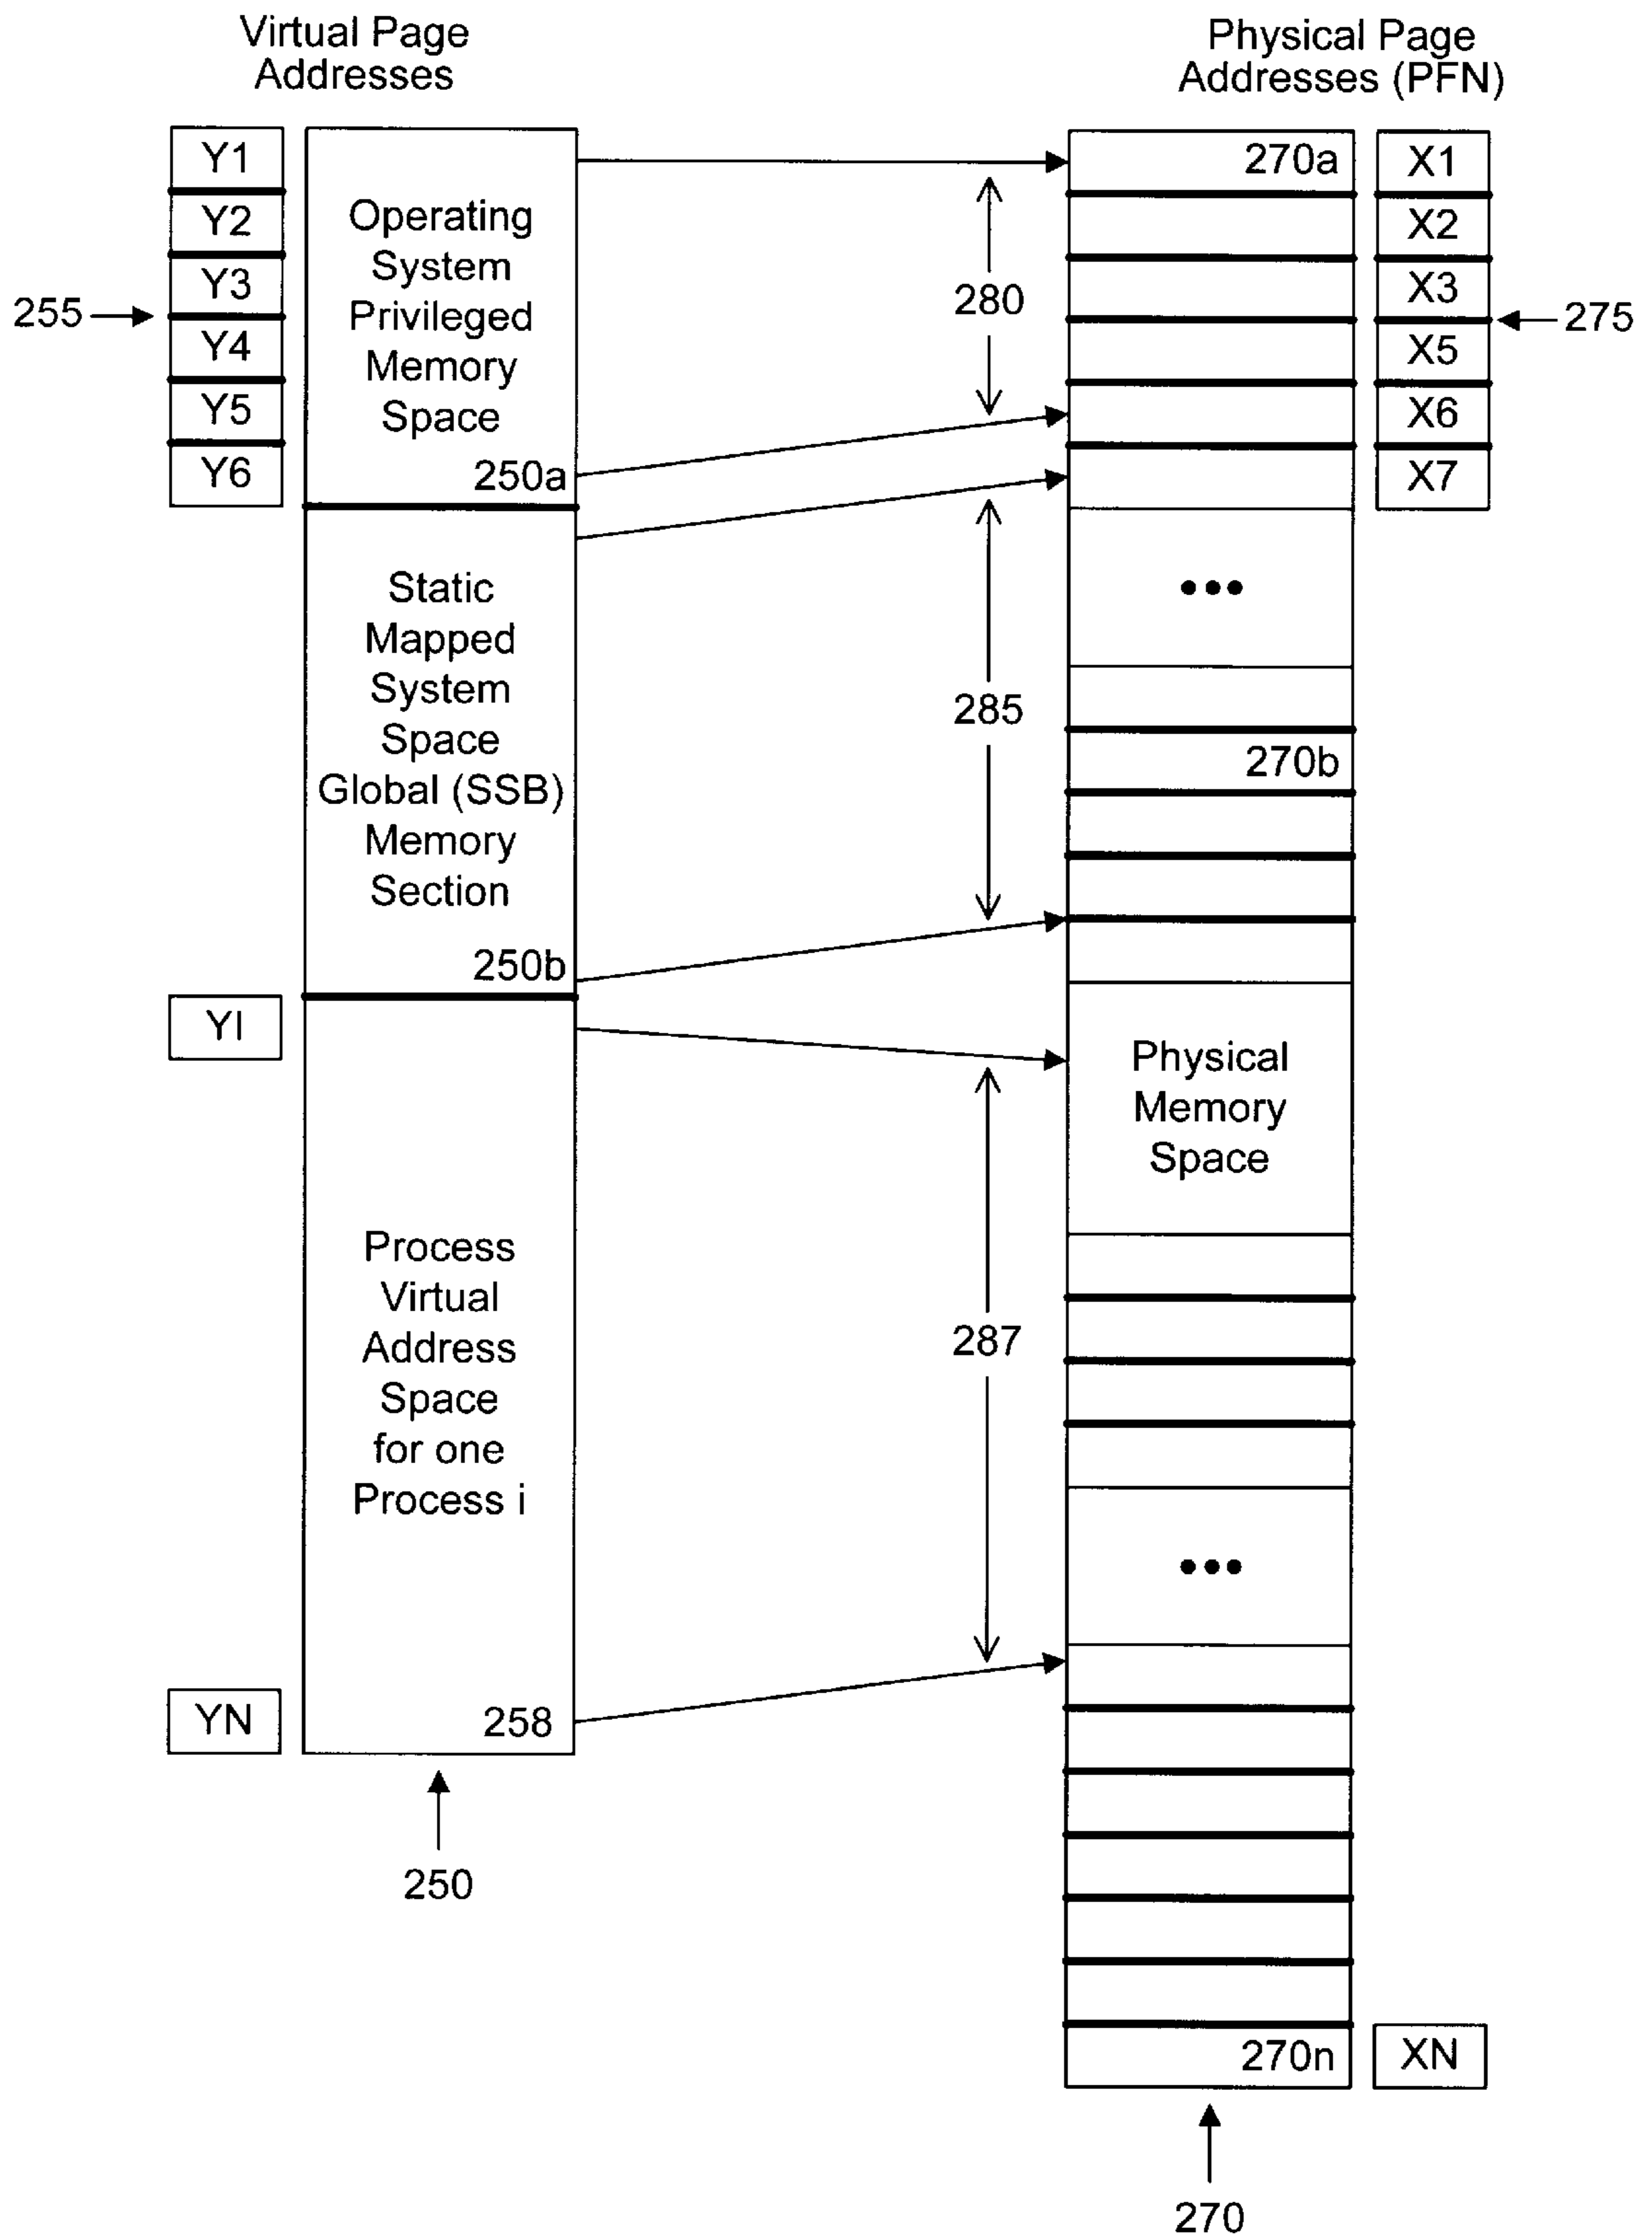 Virtual Page
Addresses
Physical Page
Addresses (PFN)
Y1
Y2
Y3
Y4
Y5
Y6
255
Operating
System
Privileged
Memory
Space
250a
Static
Mapped
System
Space
Global (SSB)
Memory
Section
250b
YI
Process
Virtual
Address
Space
for one
Process i
YN
258
250
280
285
287
270a
X1
X2
X3
X5
X6
X7
275
•••
270b
Physical
Memory
Space
•••
270n
XN
270